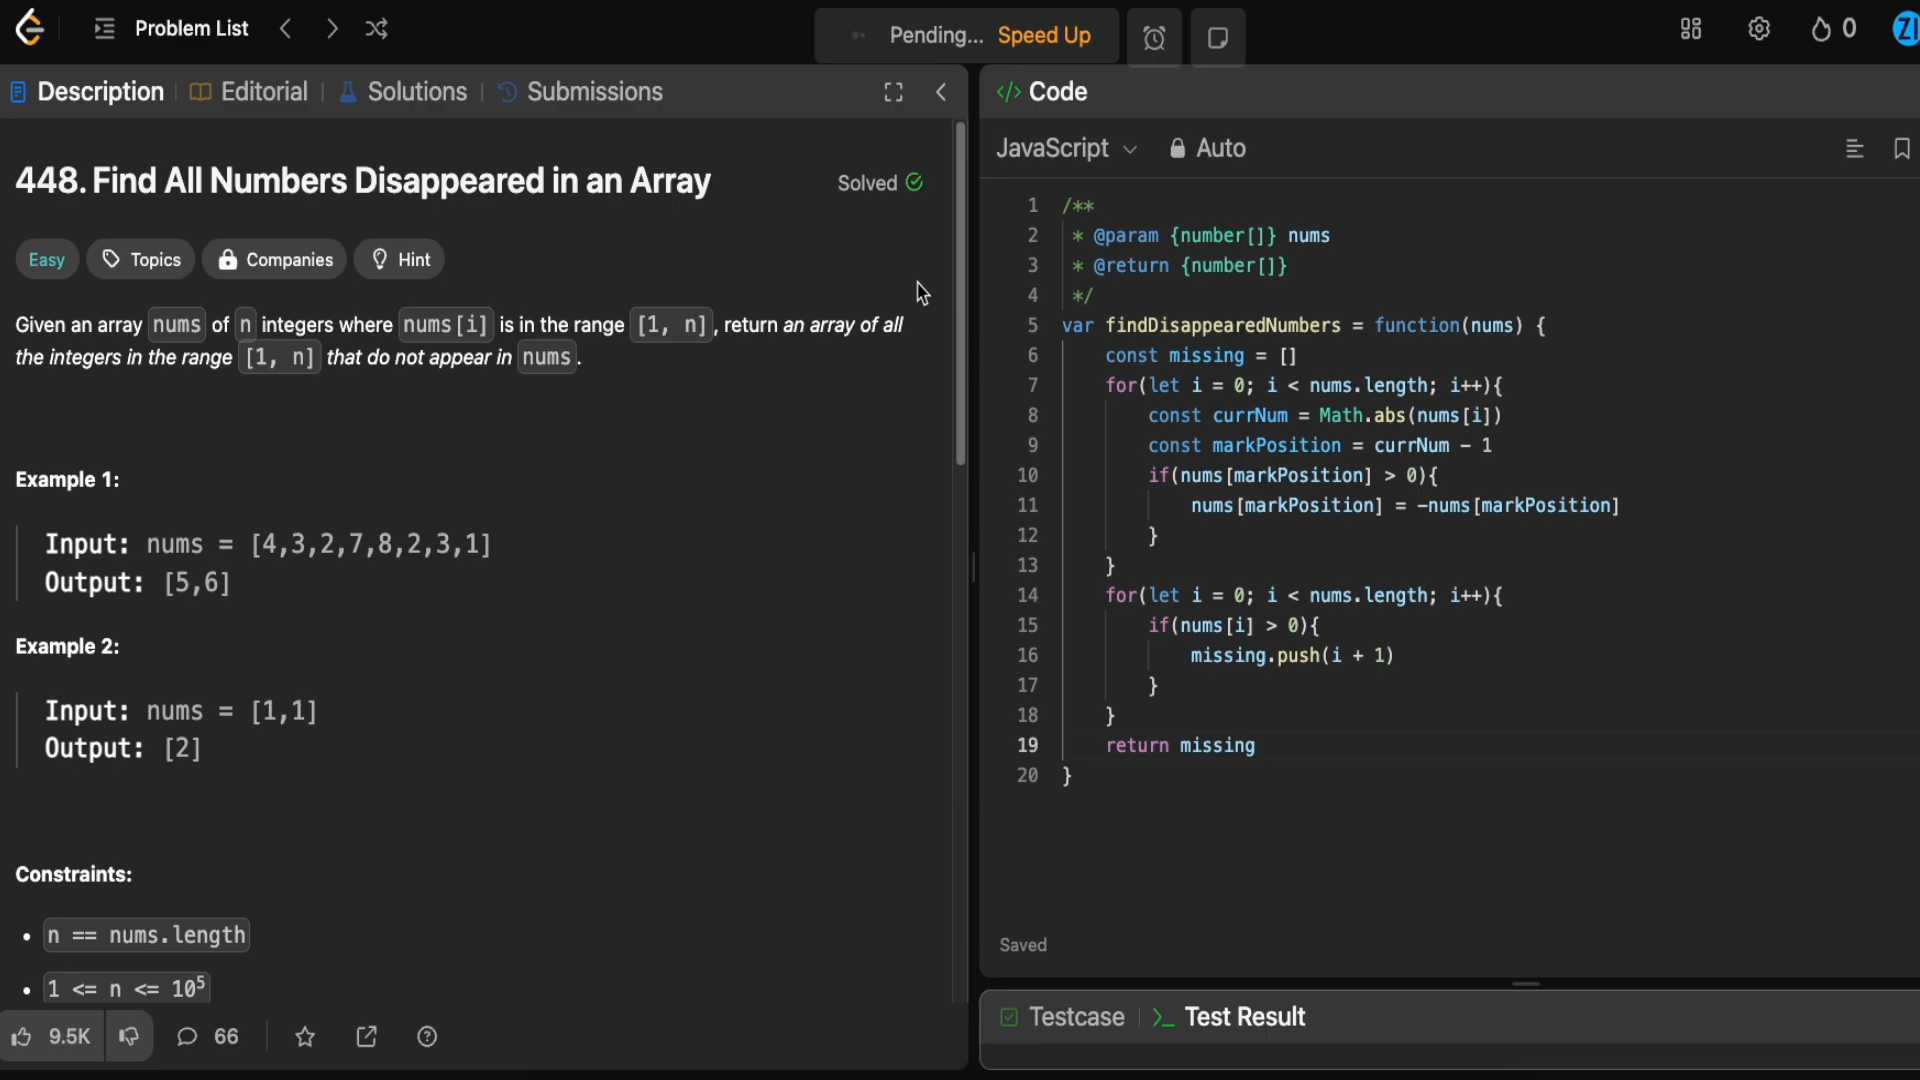 Problem List
Pending... Speed Up
0
ZI
Description
Editorial
Solutions
Submissions
Code
JavaScript
Auto
448. Find All Numbers Disappeared in an Array
Solved
Easy
Topics
Companies
Hint
Given an array nums of n integers where nums[i] is in the range [1, n], return an array of all
the integers in the range [1, n] that do not appear in nums.
Example 1:
Input: nums = [4,3,2,7,8,2,3,1]
Output: [5,6]
Example 2:
Input: nums = [1,1]
Output: [2]
Constraints:
• n == nums.length
• 1 <= n <= 10⁵
9.5K
66
1 /**
2 * @param {number[]} nums
3 * @return {number[]}
4 */
5 var findDisappearedNumbers = function(nums) {
6 const missing = []
7 for(let i = 0; i < nums.length; i++){
8 const currNum = Math.abs(nums[i])
9 const markPosition = currNum - 1
10 if(nums[markPosition] > 0){
11 nums[markPosition] = -nums[markPosition]
12 }
13 }
14 for(let i = 0; i < nums.length; i++){
15 if(nums[i] > 0){
16 missing.push(i + 1)
17 }
18 }
19 return missing
20 }
Saved
Testcase
Test Result